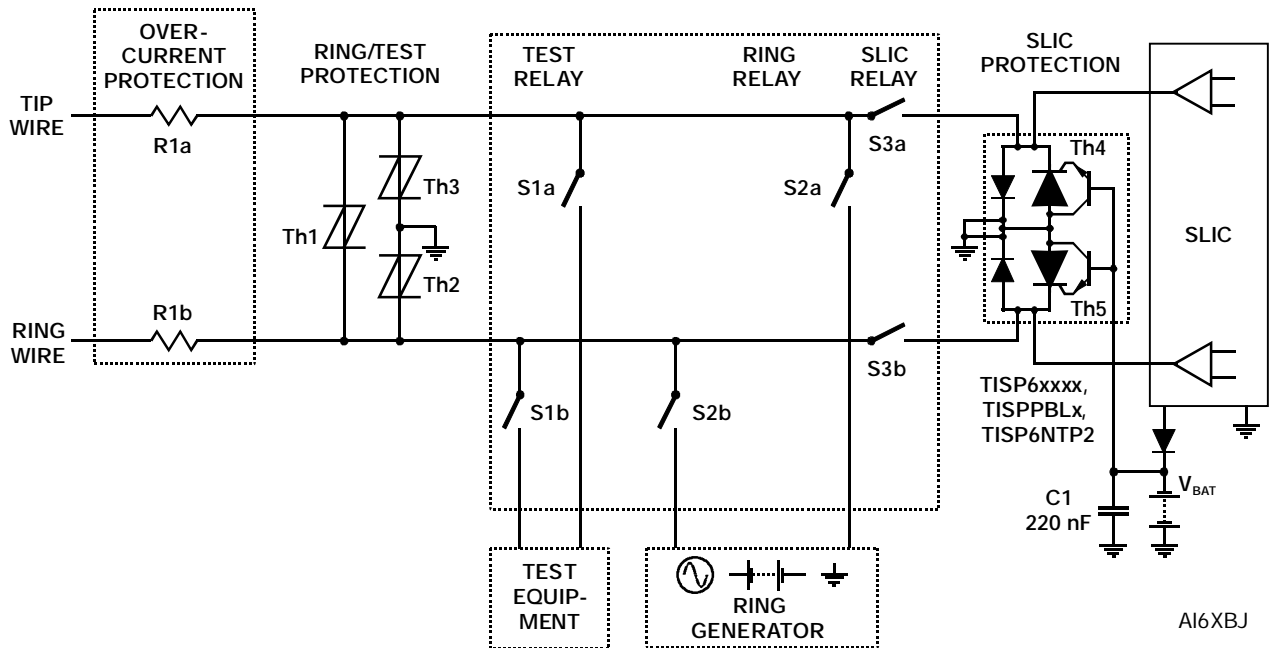 OVER-
CURRENT
PROTECTION
RING/TEST
PROTECTION
TEST
RELAY
RING
RELAY
SLIC
RELAY
SLIC
PROTECTION
TIP
WIRE
R1a
S3a
Th4
Th3
S1a
S2a
Th1
SLIC
Th2
R1b
Th5
RING
WIRE
S3b
S1b
S2b
TISP6xxxx,
TISPPBLx,
TISP6NTP2
C1
220 nF
VBAT
TEST
EQUIP-
MENT
RING
GENERATOR
AI6XBJ